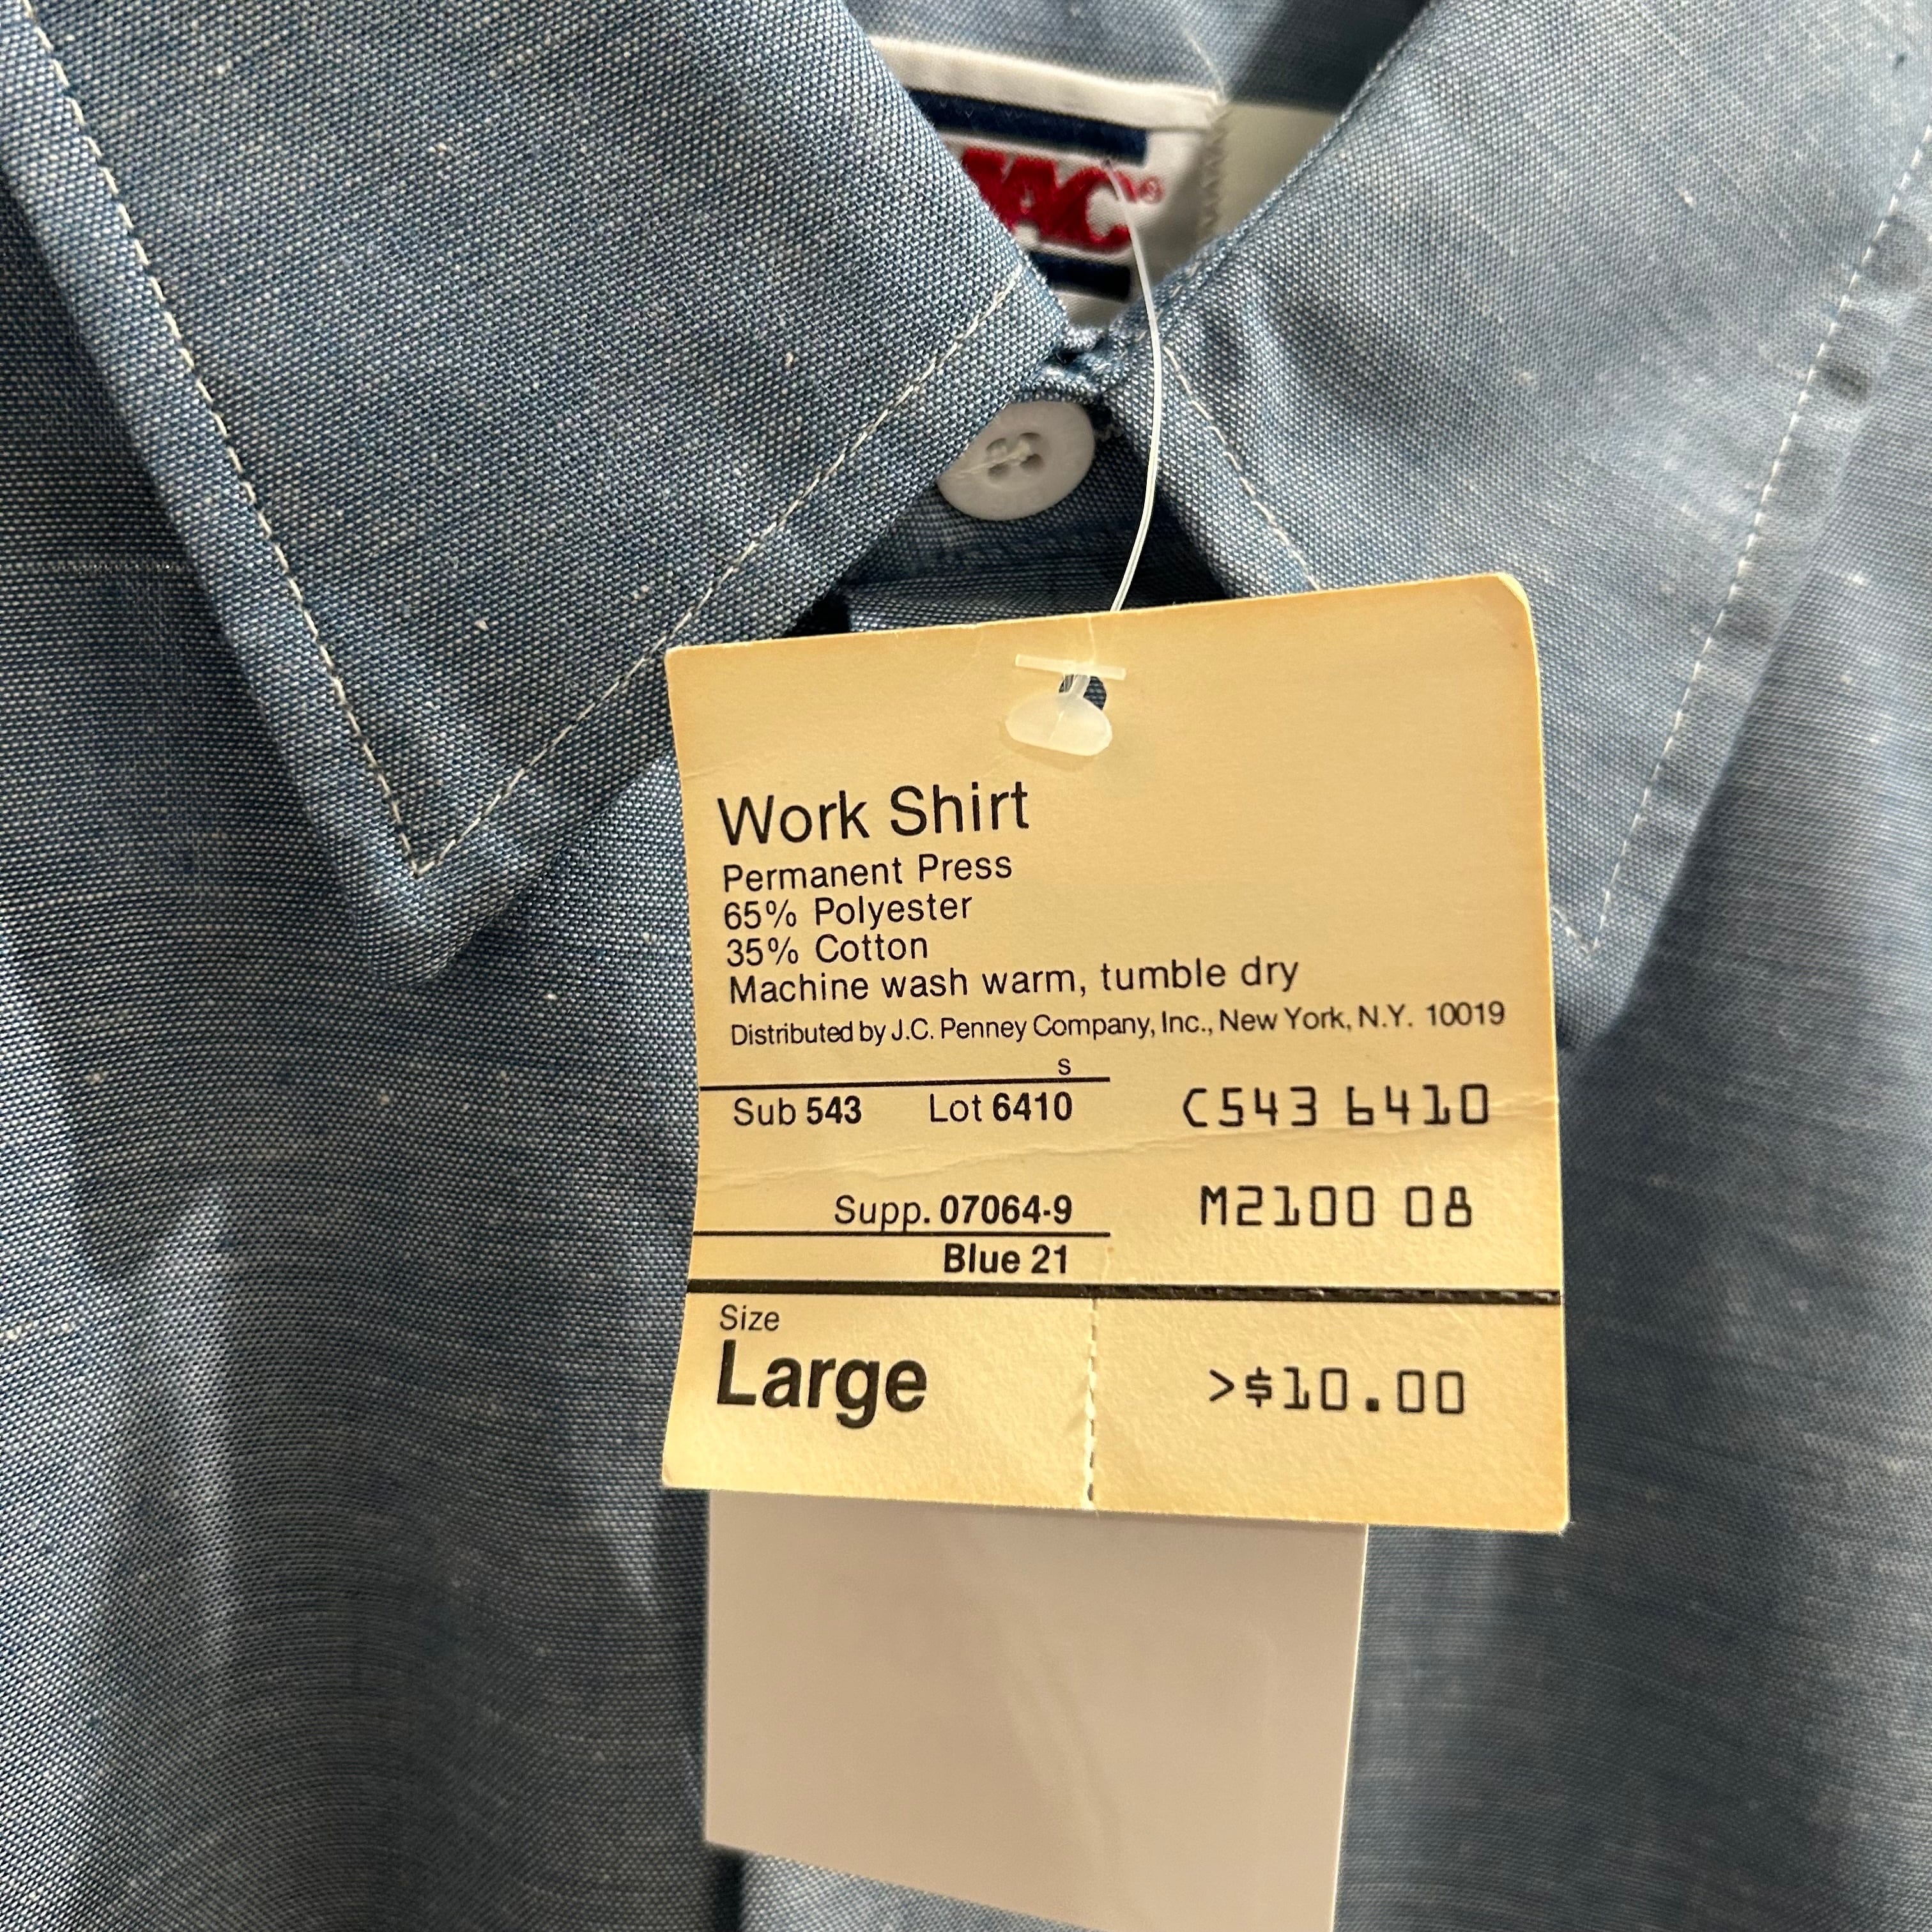 ®
Work Shirt
Permanent Press
65% Polyester
35% Cotton
Machine wash warm, tumble dry
Distributed by J.C. Penney Company, Inc., New York, N.Y. 10019
S
Sub 543 Lot 6410 C543 6410
Supp. 07064-9 M2100 08
Blue 21
Size
Large >$10.00